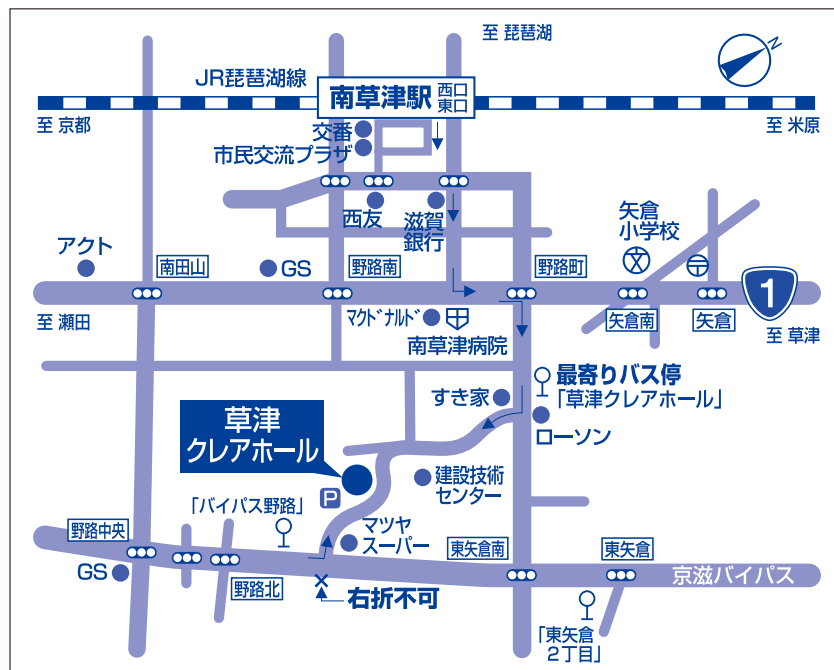 至 琵琶湖
N
JR琵琶湖線
南草津駅
西口
東口
至 京都
至 米原
交番
市民交流プラザ
西友
滋賀
銀行
矢倉
小学校
文
アクト
南田山
GS
野路南
野路町
1
至 瀬田
マクドナルド
南草津病院
矢倉南
矢倉
至 草津
すき家
最寄りバス停
「草津クレアホール」
ローソン
草津
クレアホール
P
建設技術
センター
「バイパス野路」
マツヤ
スーパー
野路中央
東矢倉南
東矢倉
GS
野路北
京滋バイパス
右折不可
「東矢倉
2丁目」